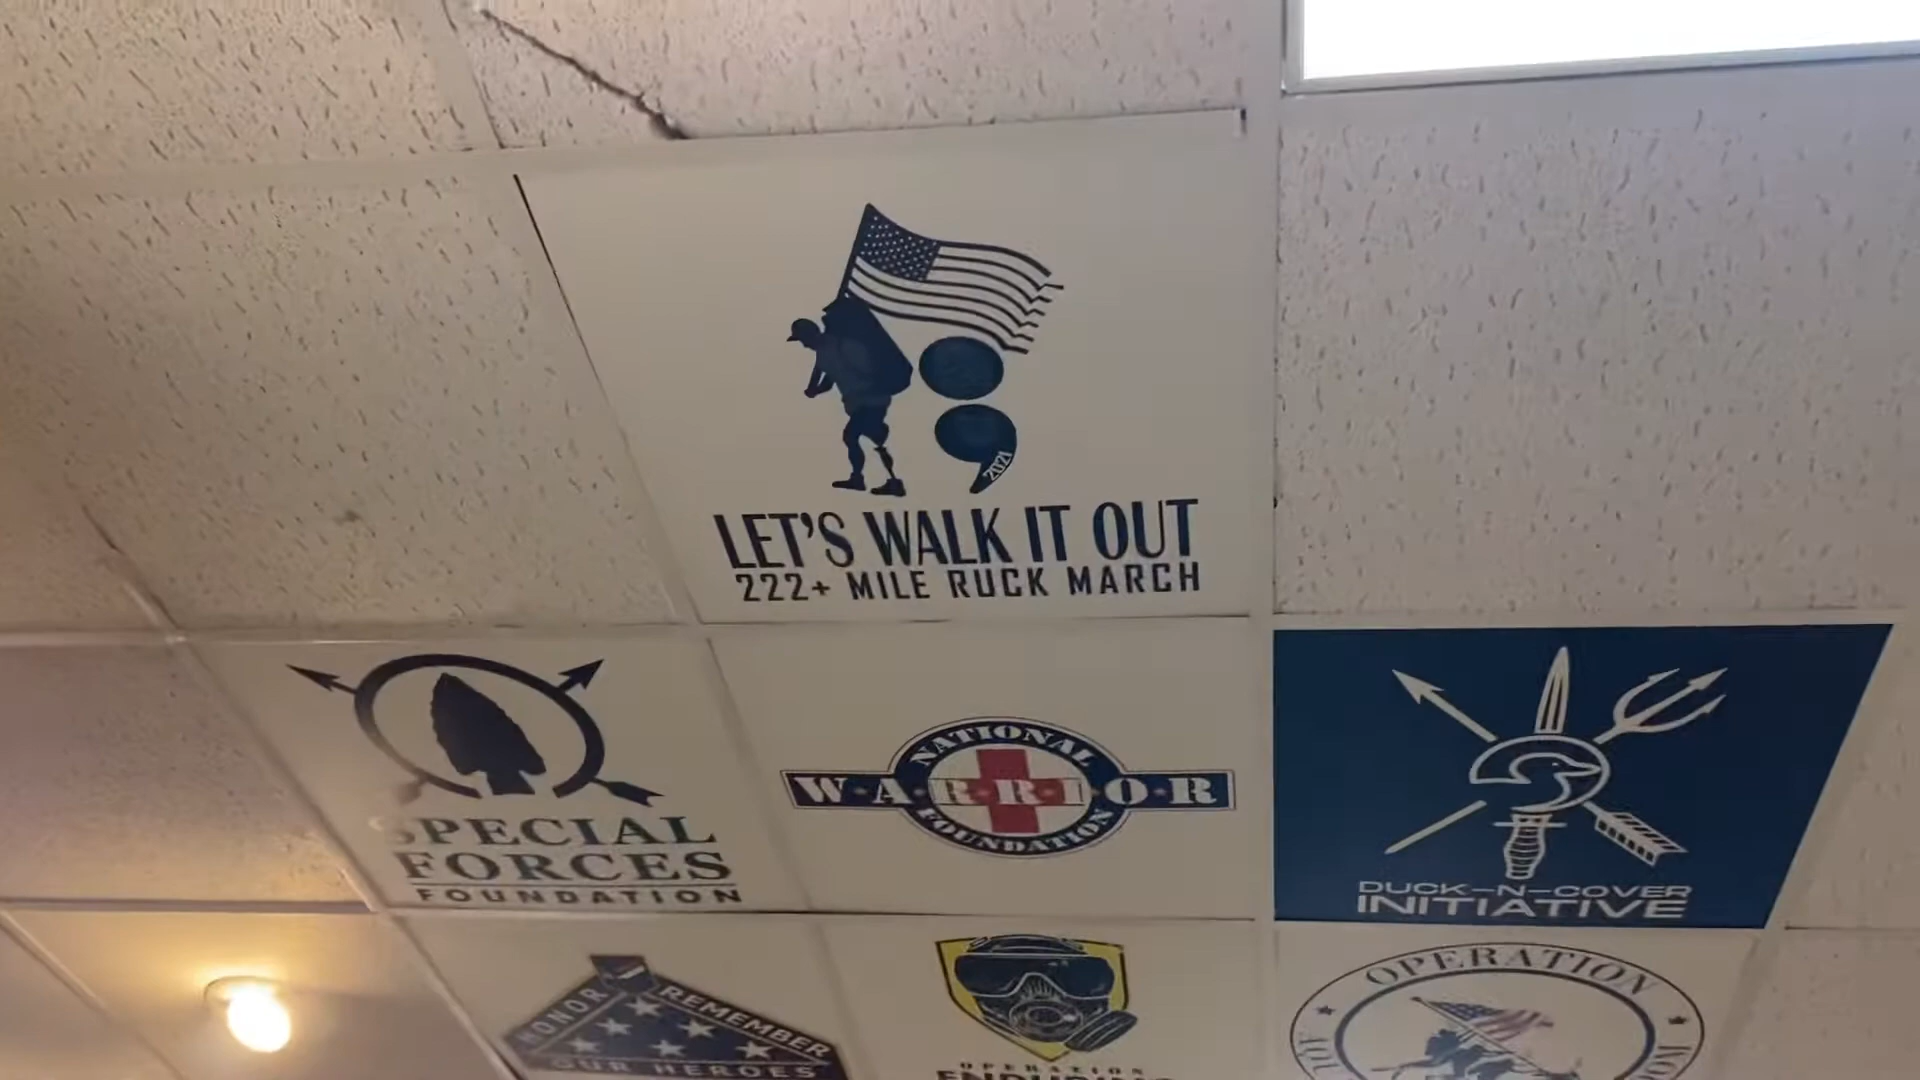 2021
LET'S WALK IT OUT
222+ MILE RUCK MARCH
SPECIAL
FORCES
FOUNDATION
NATIONAL
W·A·R·R·I·O·R
FOUNDATION
DUCK-N-COVER
INITIATIVE
HONOR REMEMBER
OUR HEROES
OPERATION
ENDURING
OPERATION